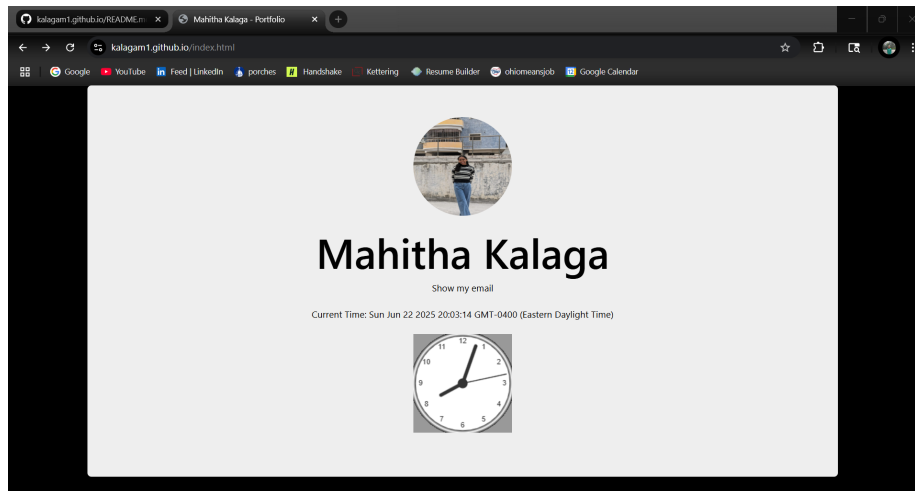 kalagam1.github.io/README.m
Mahitha Kalaga - Portfolio
kalagam1.github.io/index.html
Google YouTube Feed | LinkedIn porches Handshake Kettering Resume Builder ohiomeansjob Google Calendar
Mahitha Kalaga
Show my email
Current Time: Sun Jun 22 2025 20:03:14 GMT-0400 (Eastern Daylight Time)
12
11 1
10 2
9 3
8 4
7 5
6